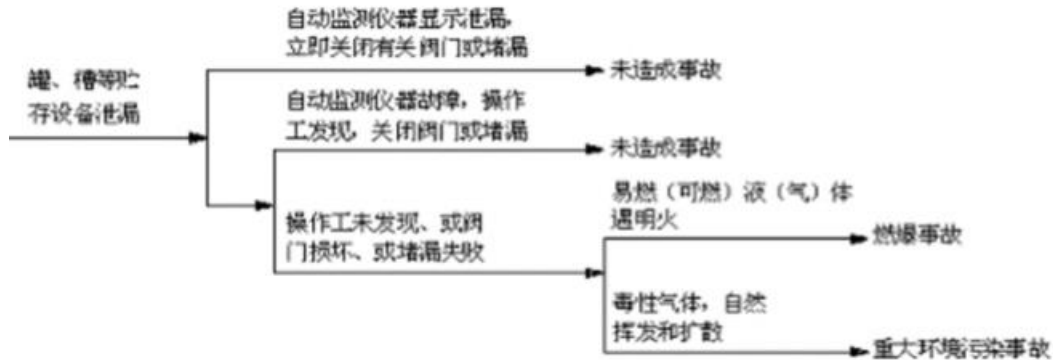 自动监测仪器显示泄漏,
立即关闭有关阀门或堵漏
未造成事故
罐、槽等贮
存设备泄漏
自动监测仪器故障, 操作
工发现, 关闭阀门或堵漏
未造成事故
易燃（可燃）液（气）体
遇明火
操作工未发现、或阀
门损坏、或堵漏失败
燃爆事故
毒性气体, 自然
挥发和扩散
重大环境污染事故